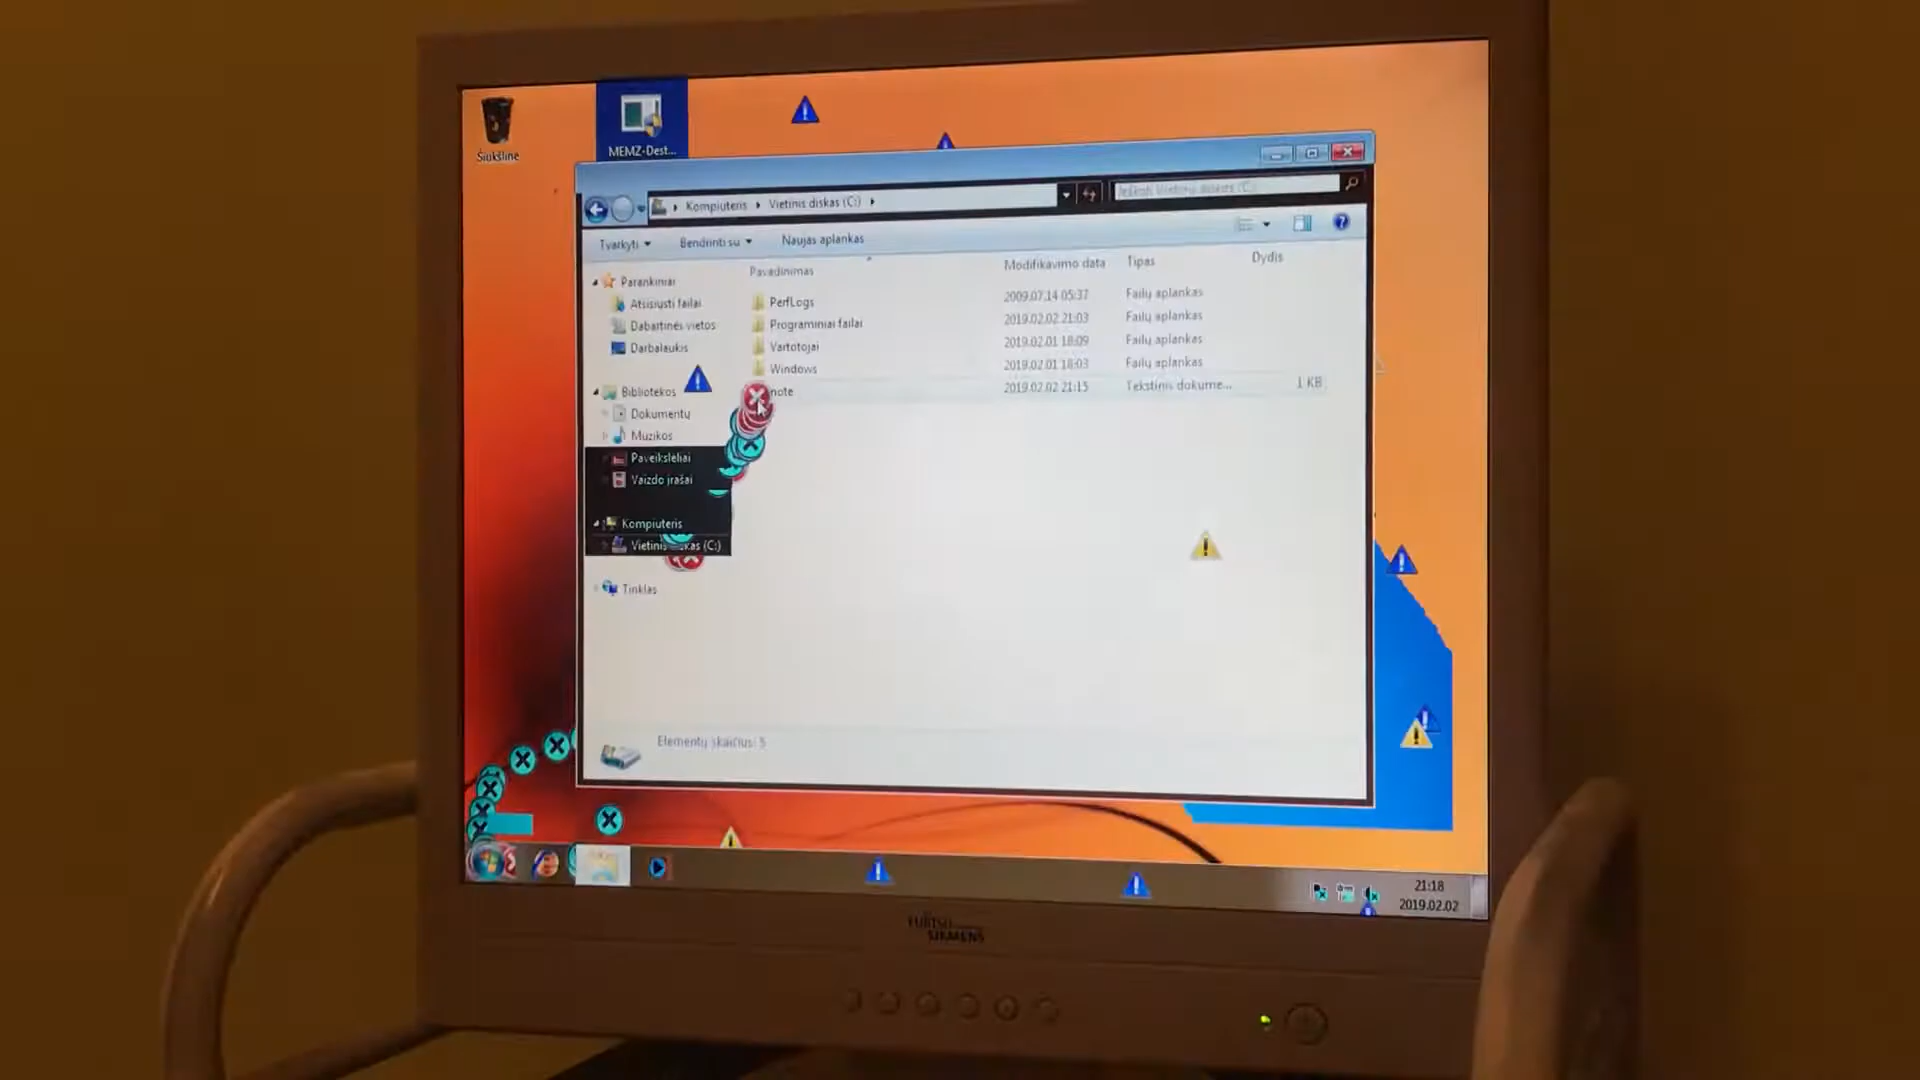 Šiukšlinė
MEMZ-Dest...
Kompiuteris
Vietinis diskas (C:)
Ieškoti: Vietinis diskas (C:)
Tvarkyti
Bendrinti su
Naujas aplankas
Pavadinimas
Modifikavimo data
Tipas
Dydis
PerfLogs
2009.07.14 05:37
Failų aplankas
Programiniai failai
2019.02.02 21:03
Failų aplankas
Vartotojai
2019.02.01 18:09
Failų aplankas
Windows
2019.02.01 18:03
Failų aplankas
note
2019.02.02 21:15
Tekstinis dokume...
1 KB
Parankiniai
Atsisiųsti failai
Dabartinės vietos
Darbalaukis
Bibliotekos
Dokumentų
Muzikos
Paveikslėliai
Vaizdo įrašai
Kompiuteris
Vietinis (C:)
Tinklas
Elementų skaičius: 5
21:18
2019.02.02
FUJITSU
SIEMENS